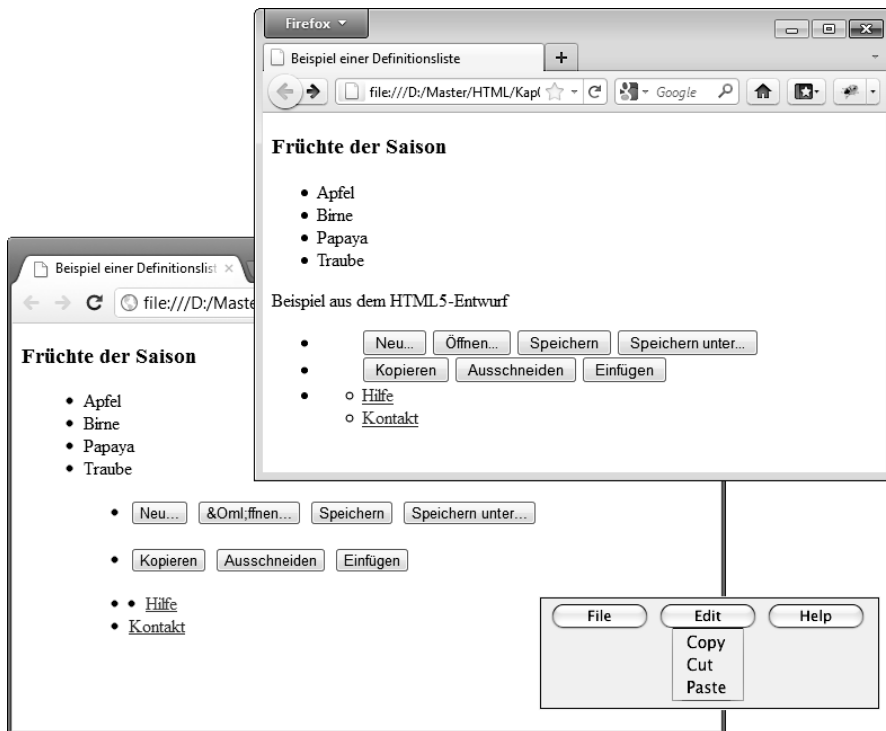 Firefox
Beispiel einer Definitionsliste
file:///D:/Master/HTML/Kap(
Google
Früchte der Saison
Apfel
Birne
Papaya
Traube
Beispiel aus dem HTML5-Entwurf
Neu... Öffnen... Speichern Speichern unter...
Kopieren Ausschneiden Einfügen
Hilfe
Kontakt
Beispiel einer Definitionslist
file:///D:/Maste
Früchte der Saison
Apfel
Birne
Papaya
Traube
Neu... &Oml;ffnen... Speichern Speichern unter...
Kopieren Ausschneiden Einfügen
Hilfe
Kontakt
File Edit Help
Copy
Cut
Paste